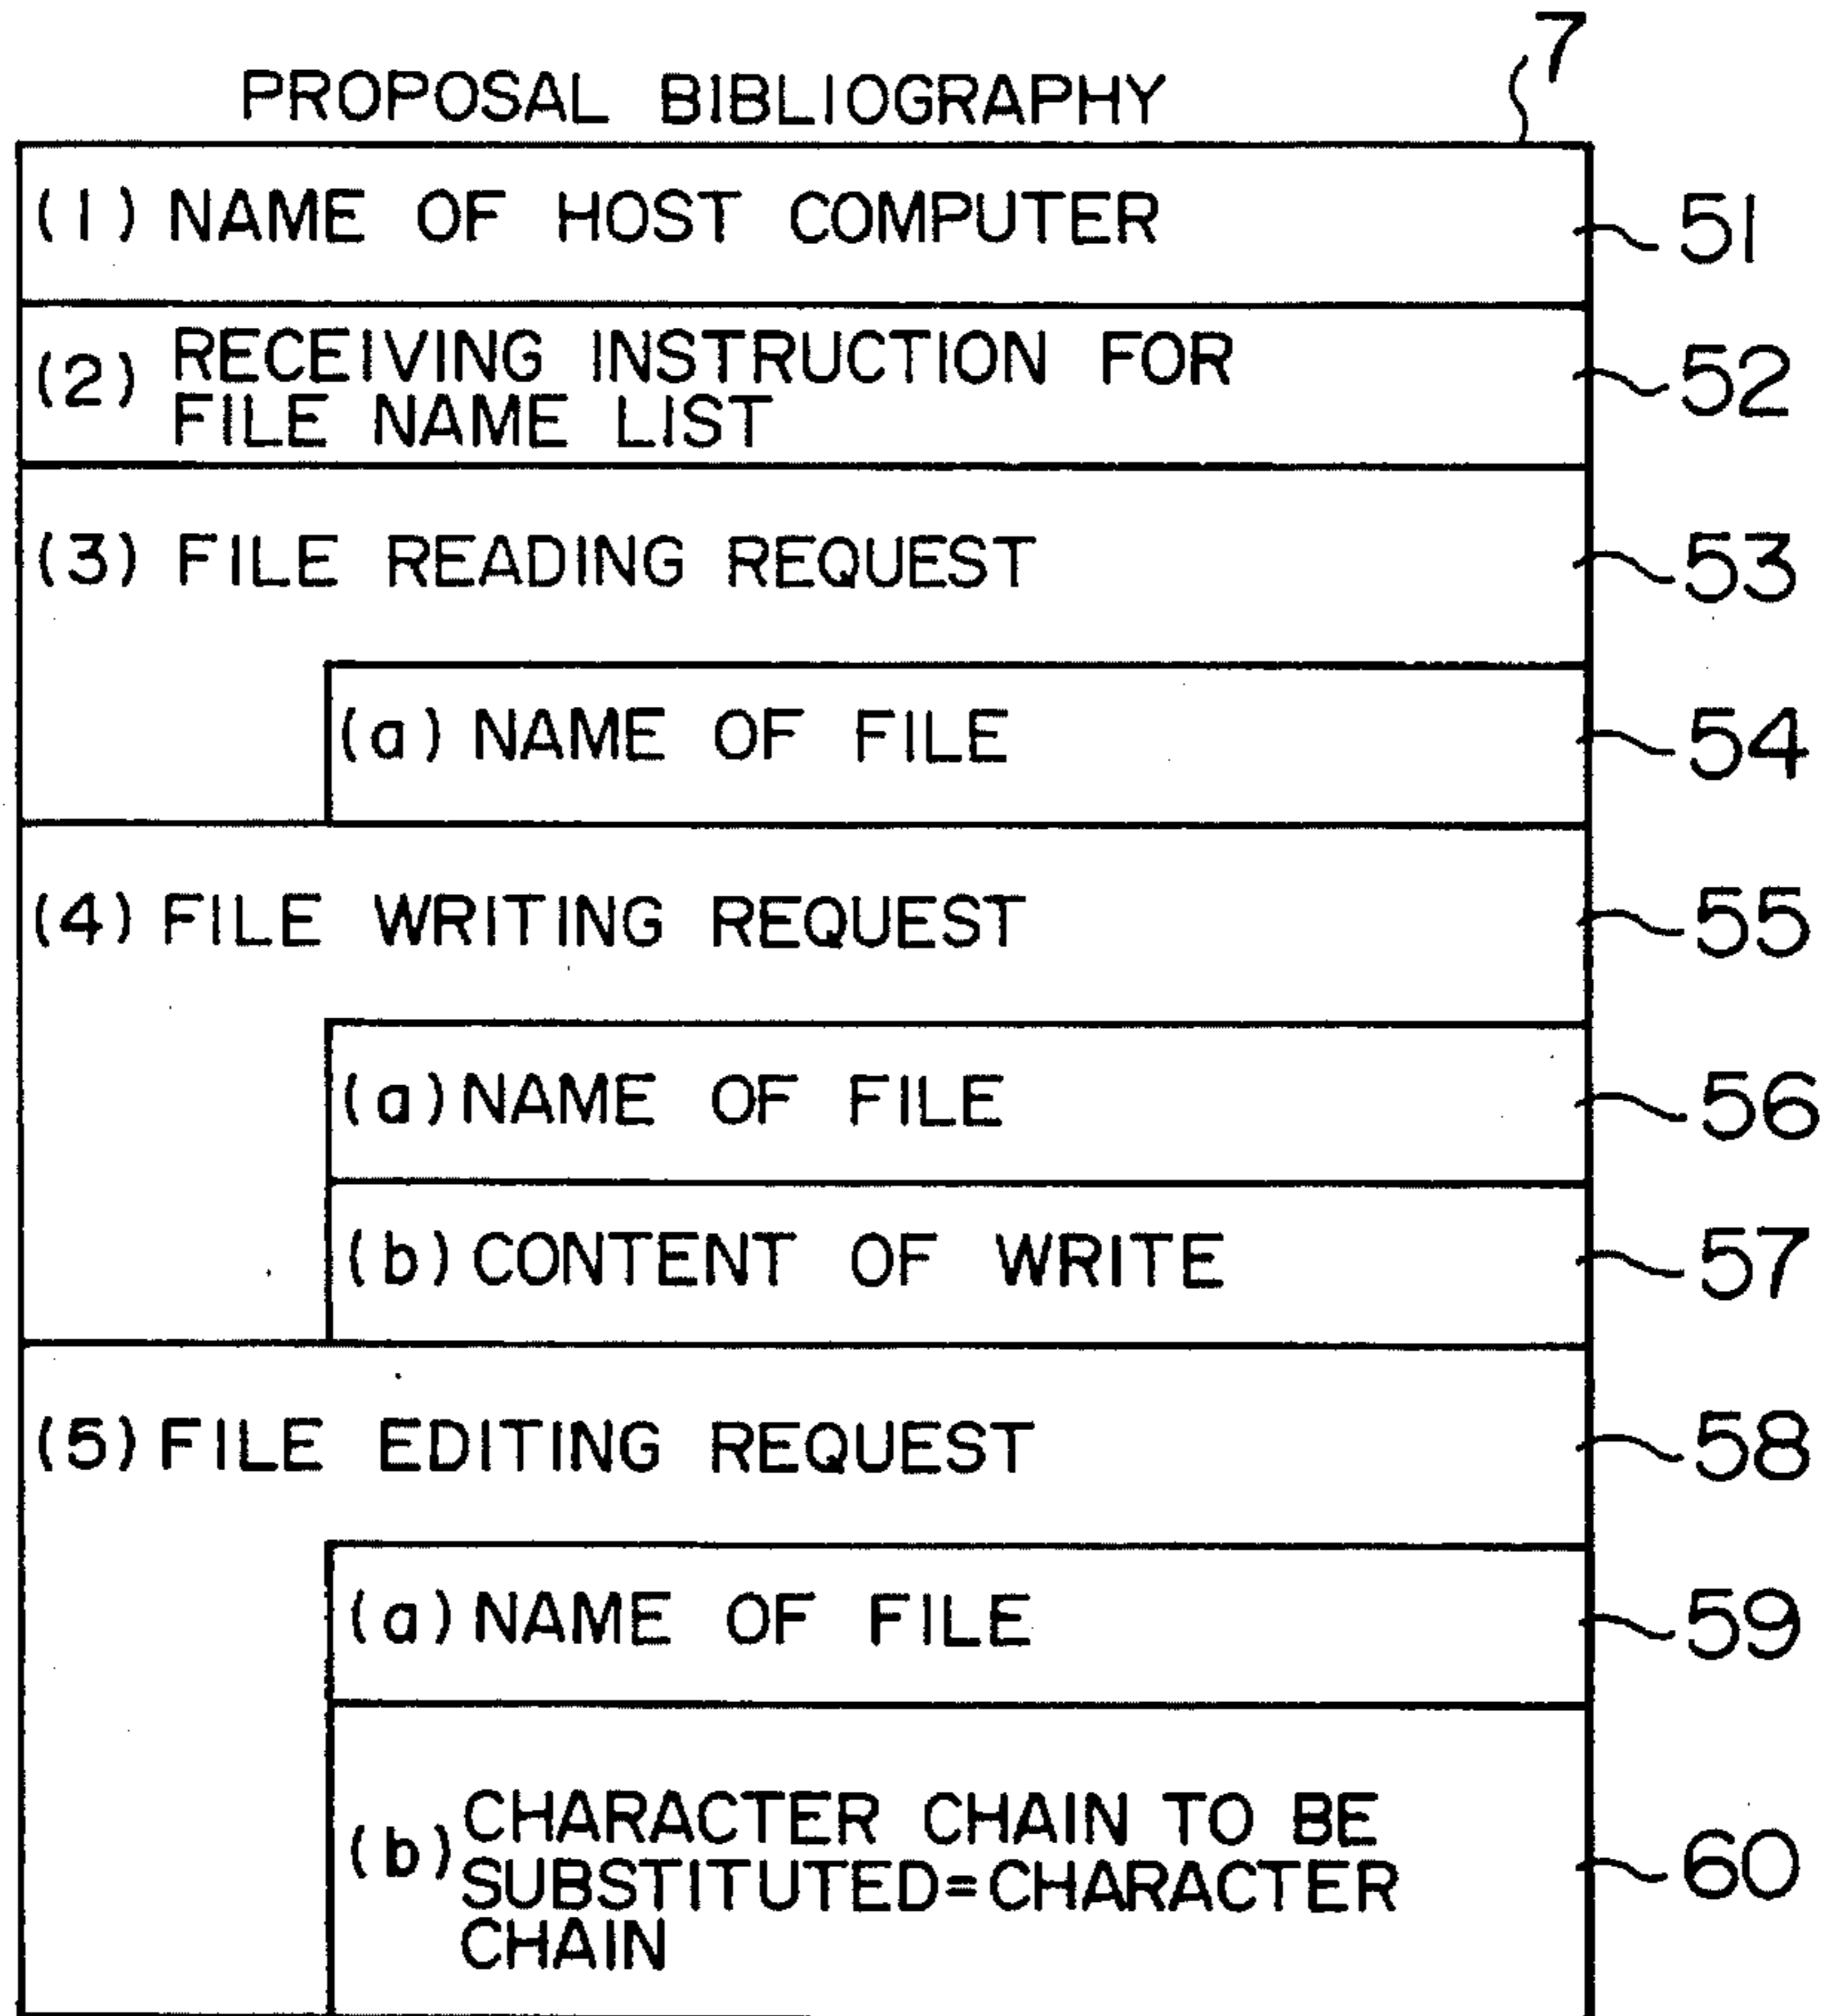 7
PROPOSAL BIBLIOGRAPHY
(1) NAME OF HOST COMPUTER 51
(2) RECEIVING INSTRUCTION FOR
FILE NAME LIST 52
(3) FILE READING REQUEST 53
(a) NAME OF FILE 54
(4) FILE WRITING REQUEST 55
(a) NAME OF FILE 56
(b) CONTENT OF WRITE 57
(5) FILE EDITING REQUEST 58
(a) NAME OF FILE 59
(b) CHARACTER CHAIN TO BE
SUBSTITUTED=CHARACTER 60
CHAIN